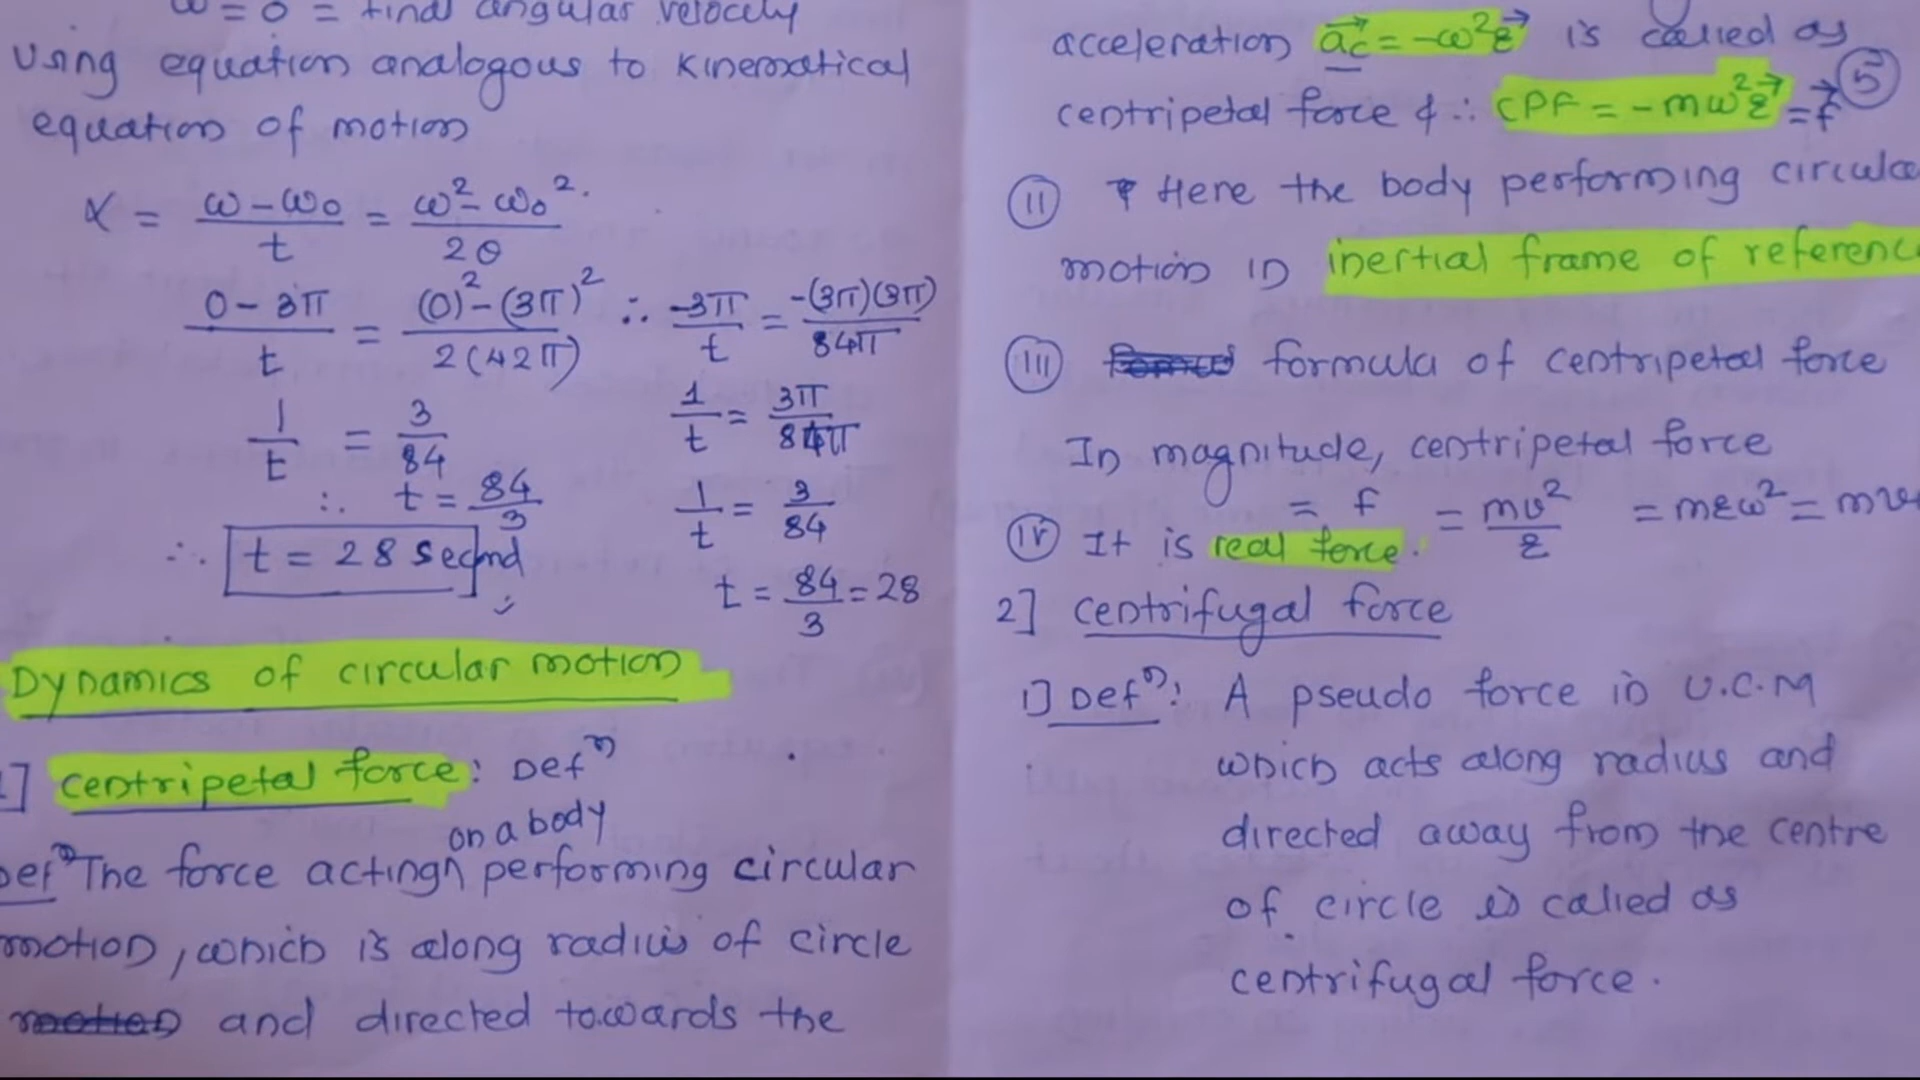 ω = 0 = final angular velocity
Using equation analogous to kinematical
equation of motion
α = ω - ω₀ / t = ω² - ω₀² / 2θ
0 - 3π / t = (0)² - (3π)² / 2(42π) ∴ -3π / t = -(3π)(3π) / 84π
1 / t = 3 / 84
∴ t = 84 / 3
∴ t = 28 second
1 / t = 3π / 84π
1 / t = 3 / 84
t = 84 / 3 = 28
Dynamics of circular motion
1] centripetal force : Defⁿ
on a body
Defⁿ The force acting^ performing circular
motion, which is along radius of circle
and directed towards the
acceleration a⃗c = -ω²r⃗ is called as
5
centripetal force & ∴ CPF = -mω²r⃗ = f⃗
(II) Here the body performing circula
motion in inertial frame of referenc
(III) formula of centripetal force
In magnitude, centripetal force
= f = mv² / r = mrω² = mv
(IV) It is real force.
2] centrifugal force
1] Defⁿ: A pseudo force in U.C.M
which acts along radius and
directed away from the centre
of circle is called as
centrifugal force.